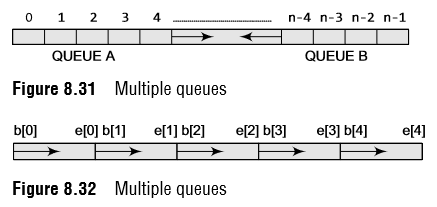 0 1 2 3 4 ........................... n-4 n-3 n-2 n-1
QUEUE A QUEUE B
Figure 8.31 Multiple queues
b[0] e[0] b[1] e[1] b[2] e[2] b[3] e[3] b[4] e[4]
Figure 8.32 Multiple queues